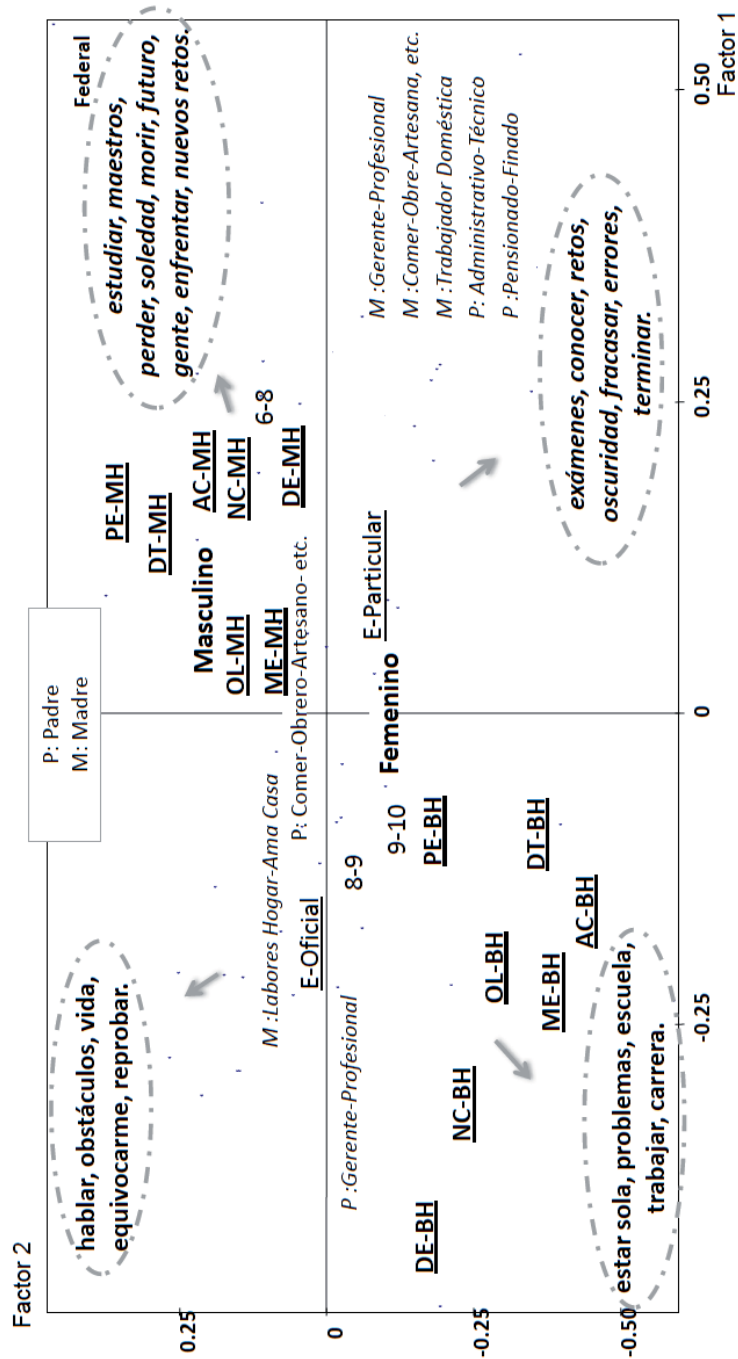 Factor 2
P: Padre
M: Madre
Federal
hablar, obstáculos, vida,
equivocarme, reprobar.
estudiar, maestros,
perder, soledad, morir, futuro,
gente, enfrentar, nuevos retos.
PE-MH
DT-MH
Masculino
AC-MH
OL-MH
NC-MH
6-8
ME-MH
DE-MH
M :Labores Hogar-Ama Casa
P: Comer-Obrero-Artesano- etc.
E-Oficial
0.25
0
-0.25
-0.50
P :Gerente-Profesional
8-9
9-10
Femenino
E-Particular
M :Gerente-Profesional
M :Comer-Obre-Artesana, etc.
M :Trabajador Doméstica
P: Administrativo-Técnico
P :Pensionado-Finado
DE-BH
NC-BH
OL-BH
PE-BH
ME-BH
DT-BH
AC-BH
estar sola, problemas, escuela,
trabajar, carrera.
exámenes, conocer, retos,
oscuridad, fracasar, errores,
terminar.
-0.25
0
0.25
0.50
Factor 1